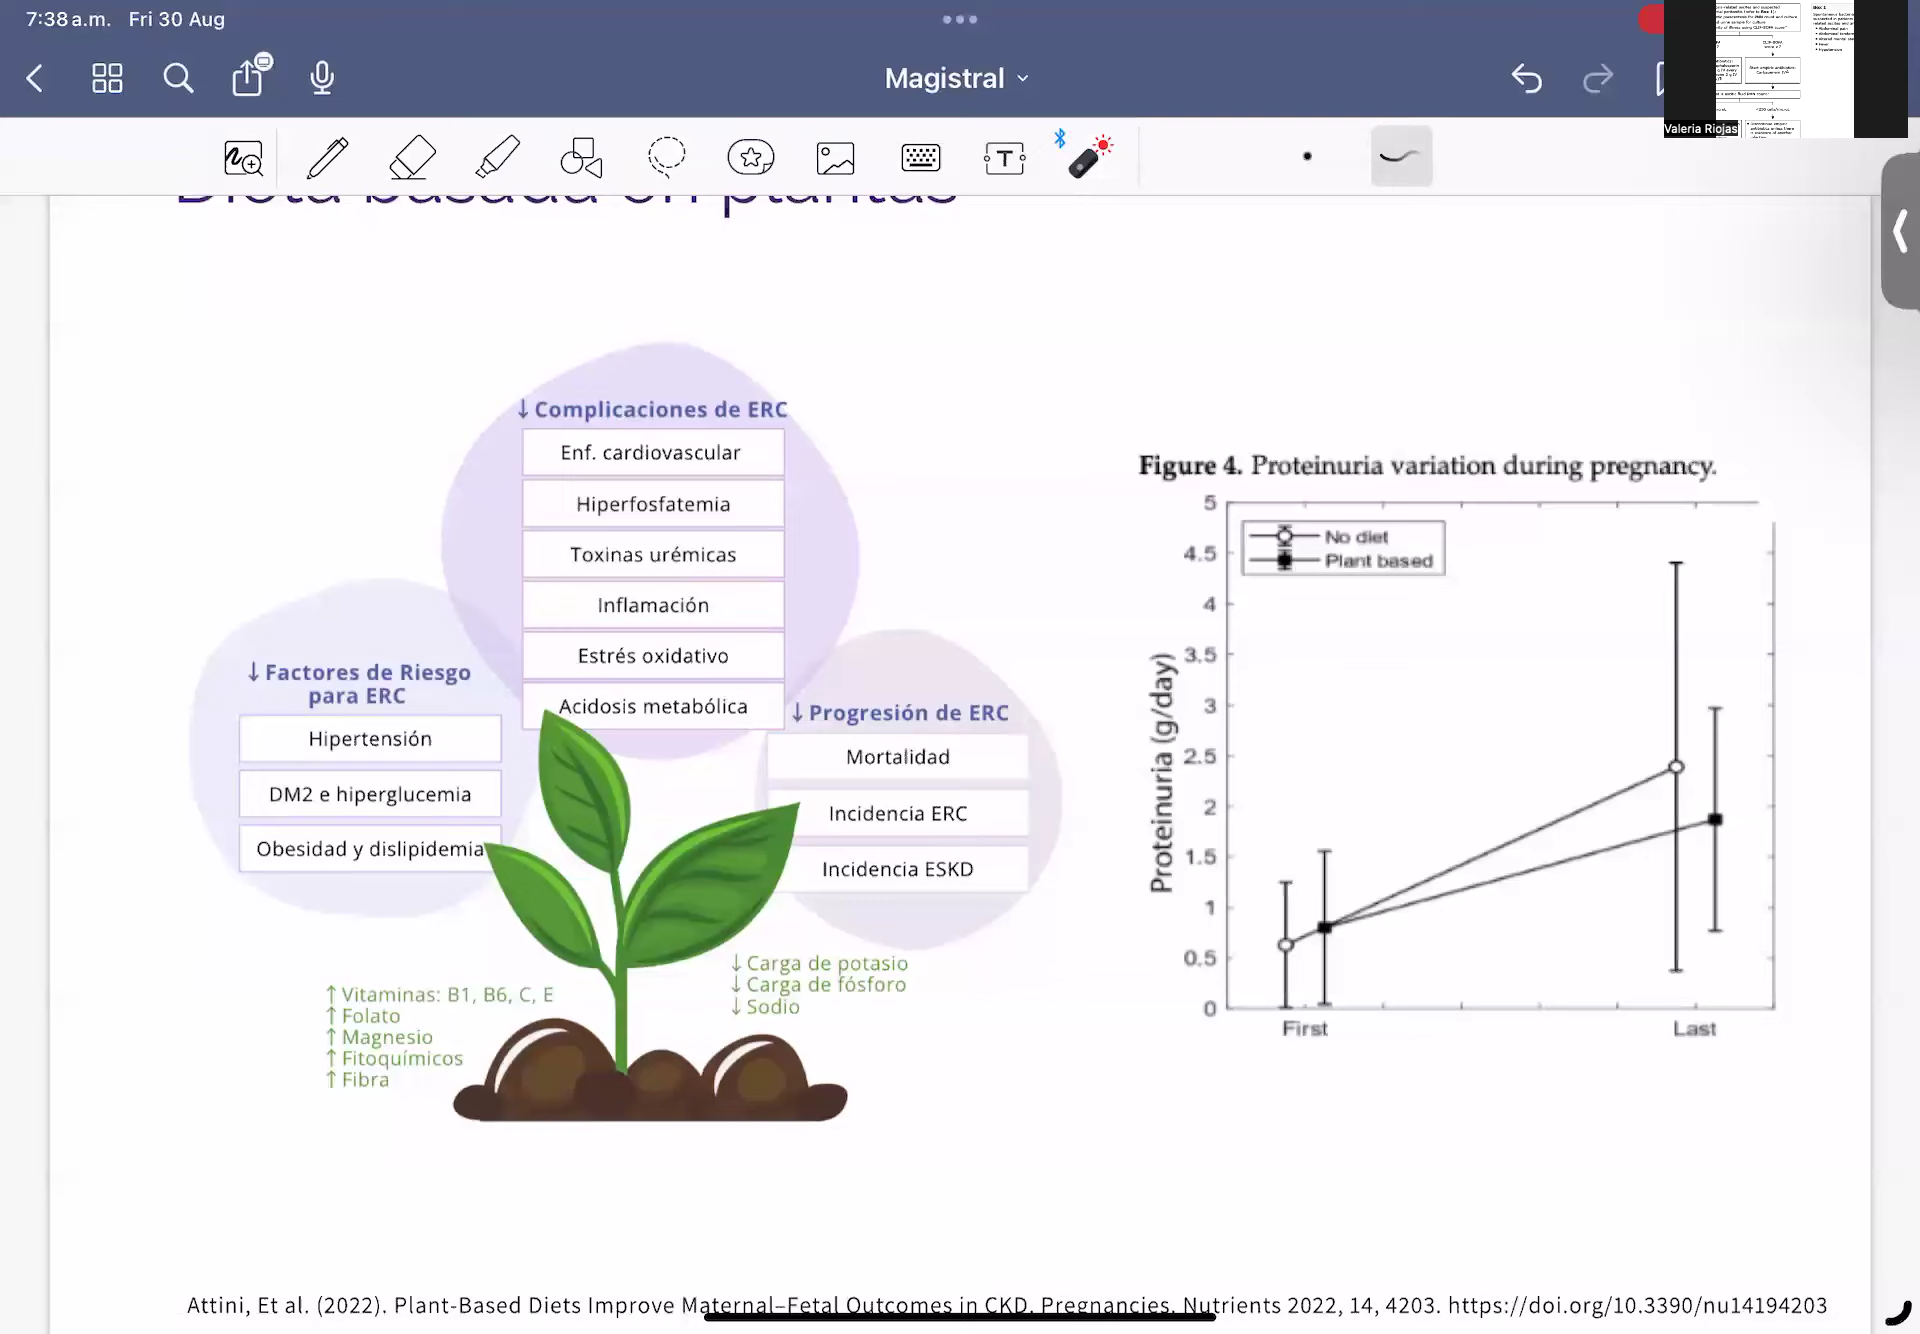 7:38 a.m. Fri 30 Aug
Magistral
Valeria Riojas
Dieta basada en plantas
↓ Complicaciones de ERC
Enf. cardiovascular
Hiperfosfatemia
Toxinas urémicas
Inflamación
Estrés oxidativo
Acidosis metabólica
↓ Factores de Riesgo
para ERC
Hipertensión
DM2 e hiperglucemia
Obesidad y dislipidemia
↓ Progresión de ERC
Mortalidad
Incidencia ERC
Incidencia ESKD
↑ Vitaminas: B1, B6, C, E
↑ Folato
↑ Magnesio
↑ Fitoquímicos
↑ Fibra
↓ Carga de potasio
↓ Carga de fósforo
↓ Sodio
Figure 4. Proteinuria variation during pregnancy.
No diet
Plant based
Proteinuria (g/day)
5
4.5
4
3.5
3
2.5
2
1.5
1
0.5
0
First
Last
Attini, Et al. (2022). Plant-Based Diets Improve Maternal–Fetal Outcomes in CKD. Pregnancies. Nutrients 2022, 14, 4203. https://doi.org/10.3390/nu14194203